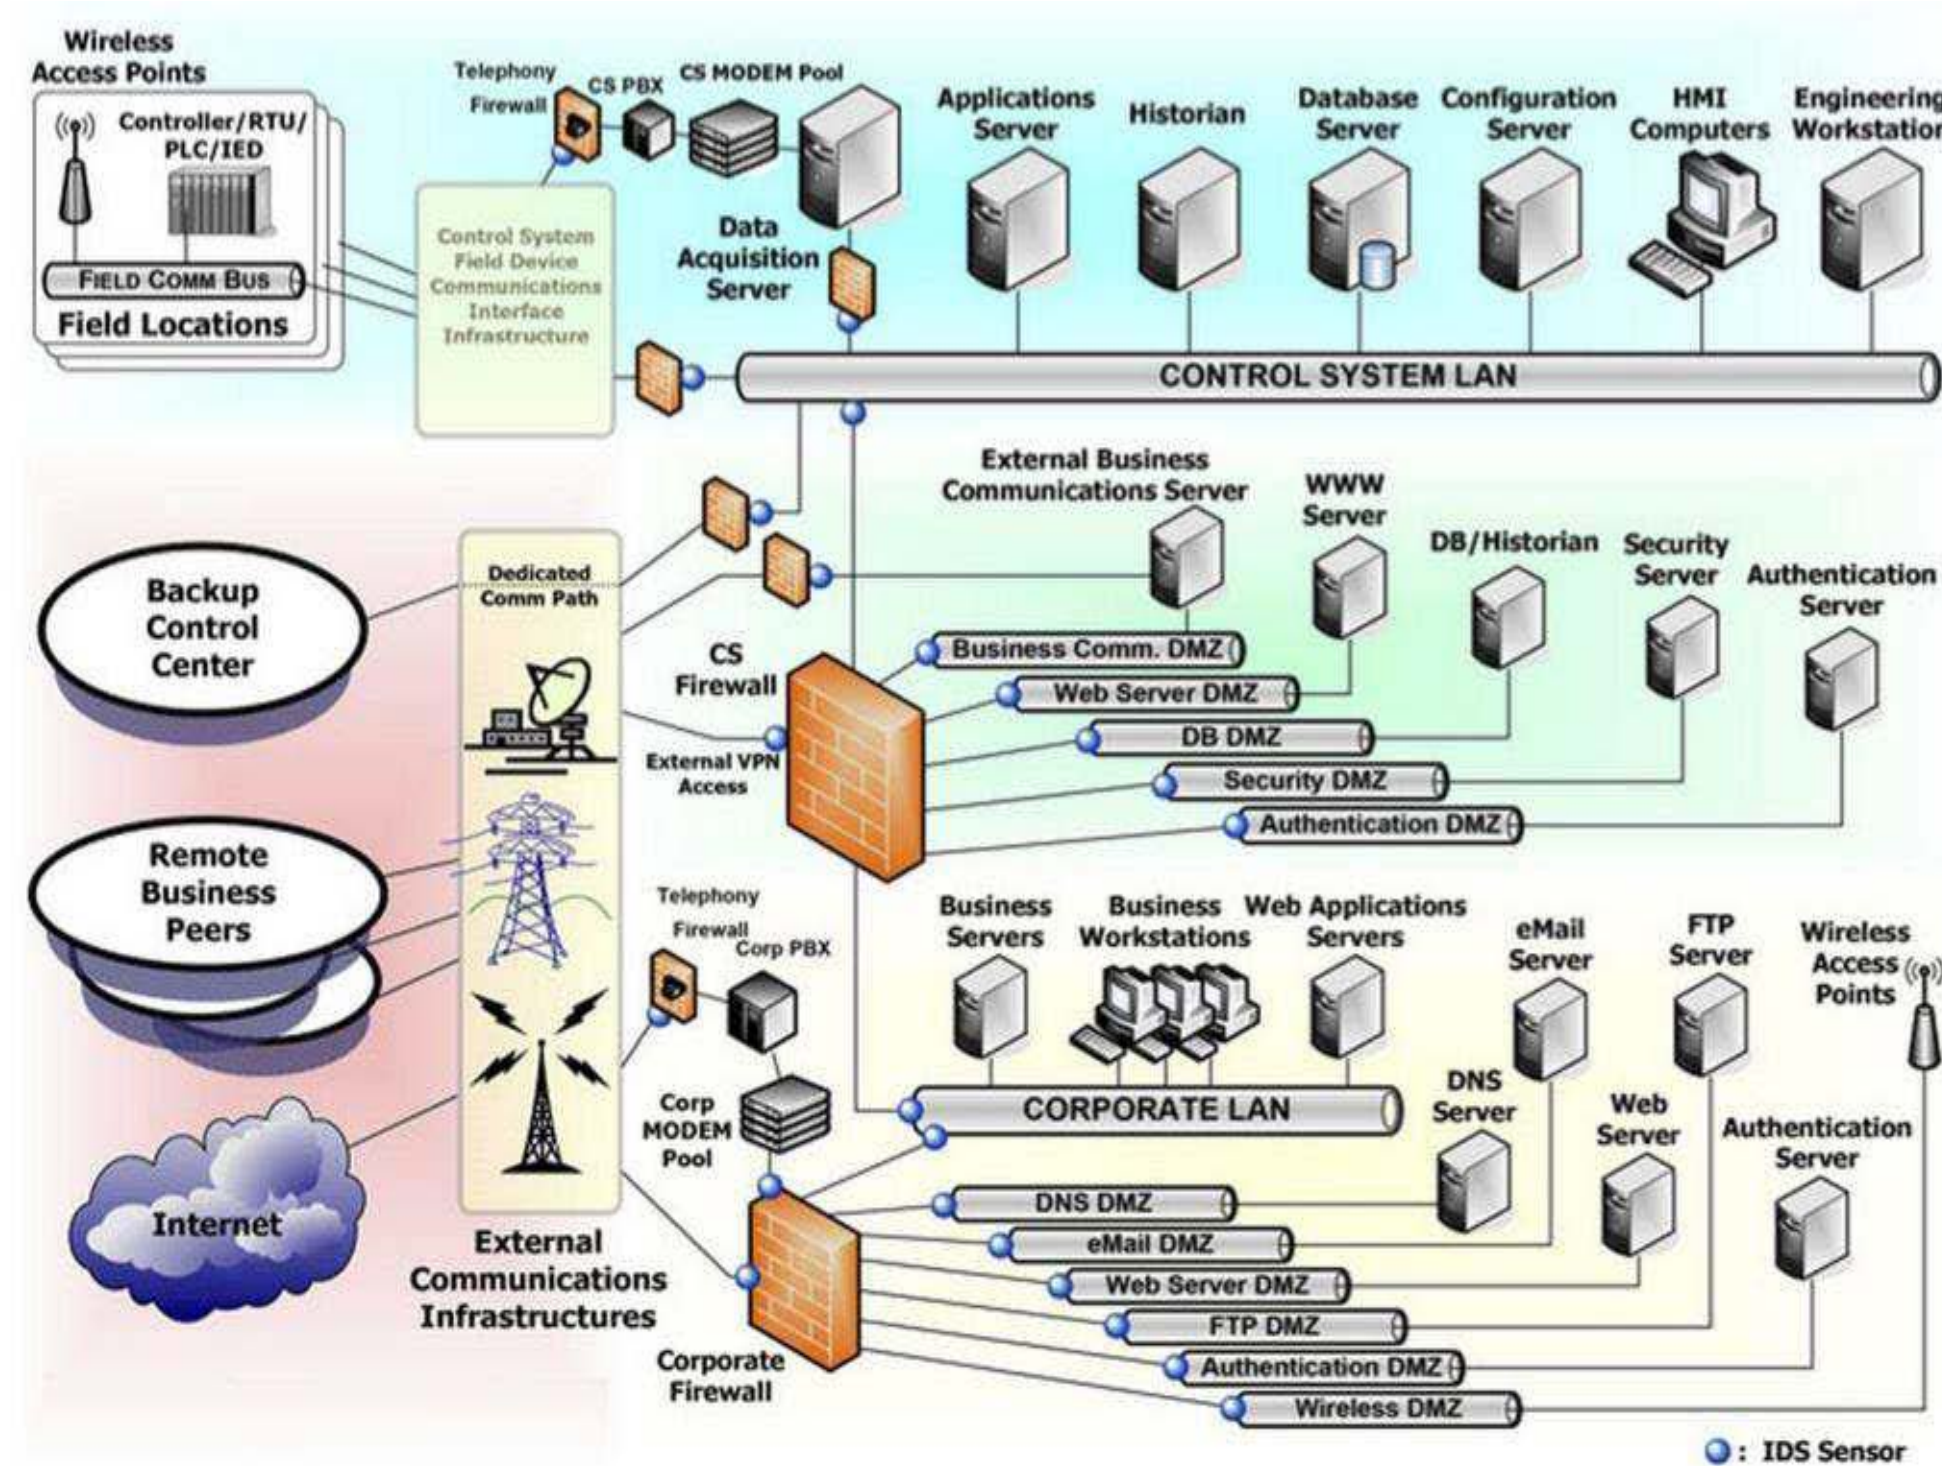 Wireless
Access Points
Controller/RTU/
PLC/IED
FIELD COMM BUS
Field Locations
Telephony
Firewall
CS PBX
CS MODEM Pool
Control System
Field Device
Communications
Interface
Infrastructure
Data
Acquisition
Server
Applications
Server
Historian
Database
Server
Configuration
Server
HMI
Computers
Engineering
Workstation
CONTROL SYSTEM LAN
External Business
Communications Server
WWW
Server
DB/Historian
Security
Server
Authentication
Server
Backup
Control
Center
Dedicated
Comm Path
CS
Firewall
External VPN
Access
Business Comm. DMZ
Web Server DMZ
DB DMZ
Security DMZ
Authentication DMZ
Remote
Business
Peers
Internet
External
Communications
Infrastructures
Telephony
Firewall
Corp PBX
Corp
MODEM
Pool
Business
Servers
Business
Workstations
Web Applications
Servers
eMail
Server
FTP
Server
Wireless
Access
Points
CORPORATE LAN
DNS
Server
Web
Server
Authentication
Server
DNS DMZ
eMail DMZ
Web Server DMZ
FTP DMZ
Authentication DMZ
Wireless DMZ
Corporate
Firewall
: IDS Sensor